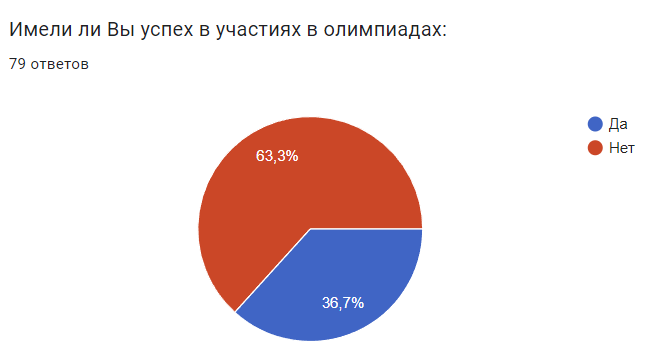 Имели ли Вы успех в участиях в олимпиадах:
79 ответов
Да
Нет
63,3%
36,7%